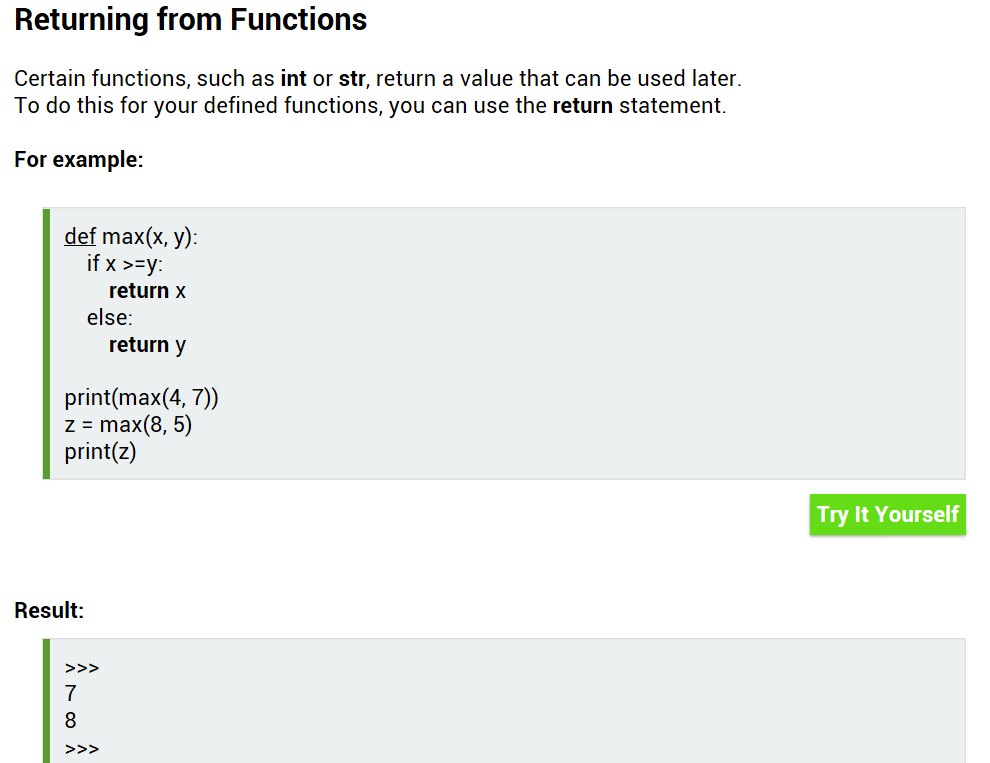 Returning from Functions
Certain functions, such as int or str, return a value that can be used later.
To do this for your defined functions, you can use the return statement.
For example:
def max(x, y):
    if x >=y:
        return x
    else:
        return y
print(max(4, 7))
z = max(8, 5)
print(z)
Try It Yourself
Result:
>>>
7
8
>>>